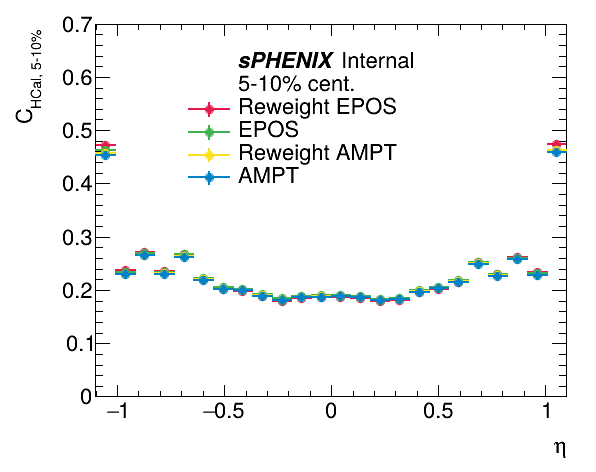 0.7
0.6
0.5
0.4
0.3
0.2
0.1
0
C_HCal, 5-10%
sPHENIX Internal
5-10% cent.
Reweight EPOS
EPOS
Reweight AMPT
AMPT
−1 −0.5 0 0.5 1
η